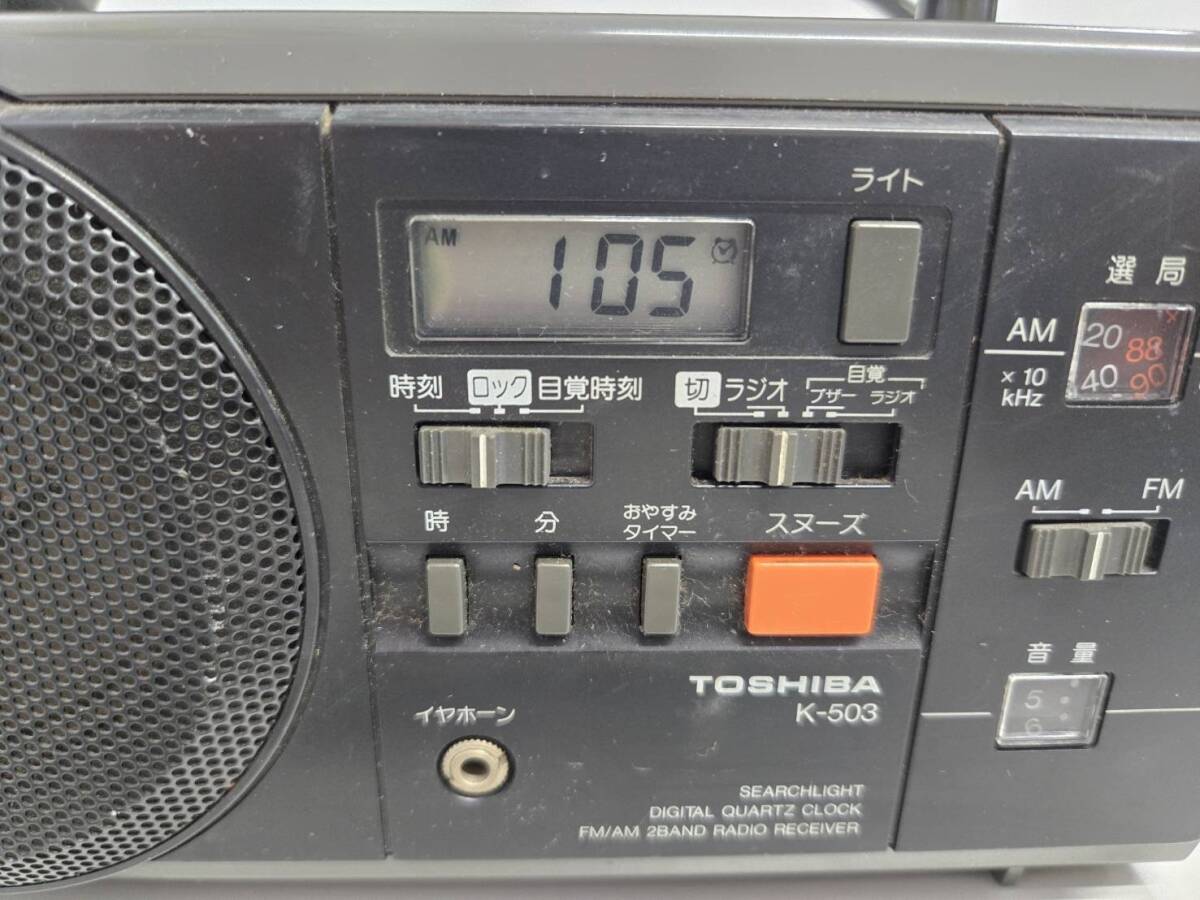 ライト
AM 105
時刻 ロック 目覚時刻
切 ラジオ 目覚 ブザー ラジオ
時 分 おやすみタイマー スヌーズ
イヤホーン
TOSHIBA
K-503
SEARCHLIGHT
DIGITAL QUARTZ CLOCK
FM/AM 2BAND RADIO RECEIVER
選局
AM
×10
kHz
20 88
40 90
AM FM
音量
5
6